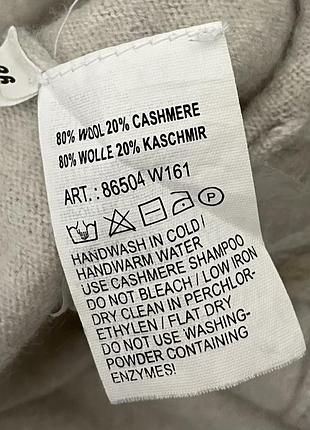 80% WOOL 20% CASHMERE
80% WOLLE 20% KASCHMIR
ART.: 86504 W161
P
HANDWASH IN COLD/
HANDWARM WATER
USE CASHMERE SHAMPOO
DO NOT BLEACH / LOW IRON
DRY CLEAN IN PERCHLOR-
ETHYLEN / FLAT DRY
DO NOT USE WASHING-
POWDER CONTAINING
ENZYMES!